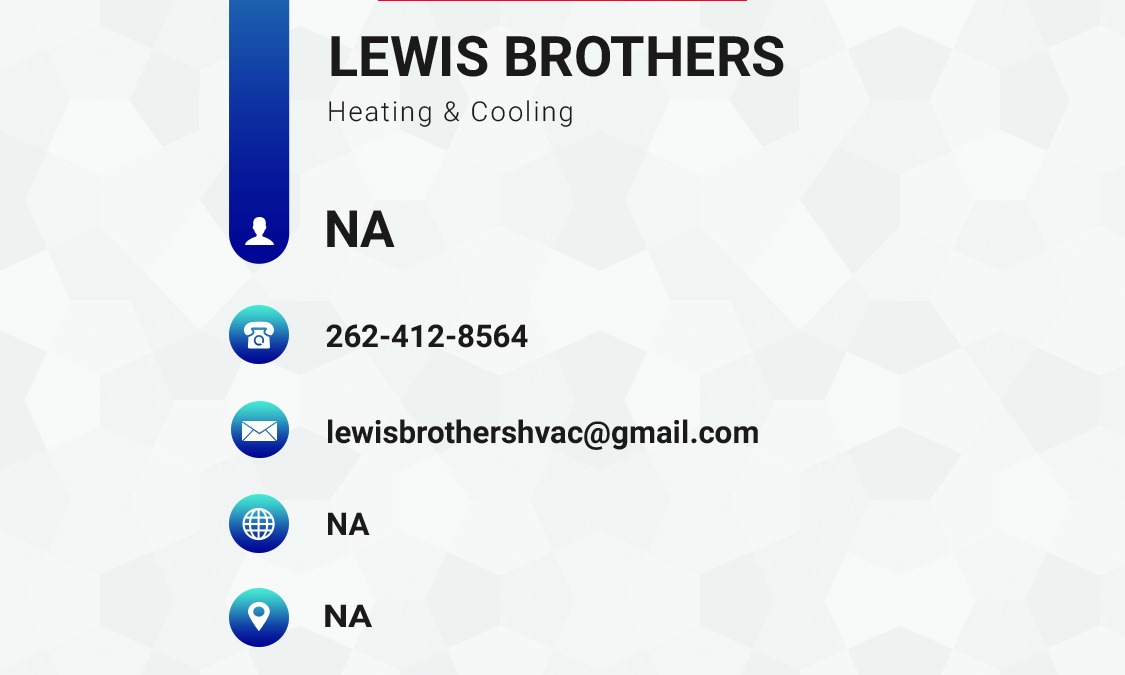 LEWIS BROTHERS
Heating & Cooling
NA
262-412-8564
lewisbrothershvac@gmail.com
NA
NA